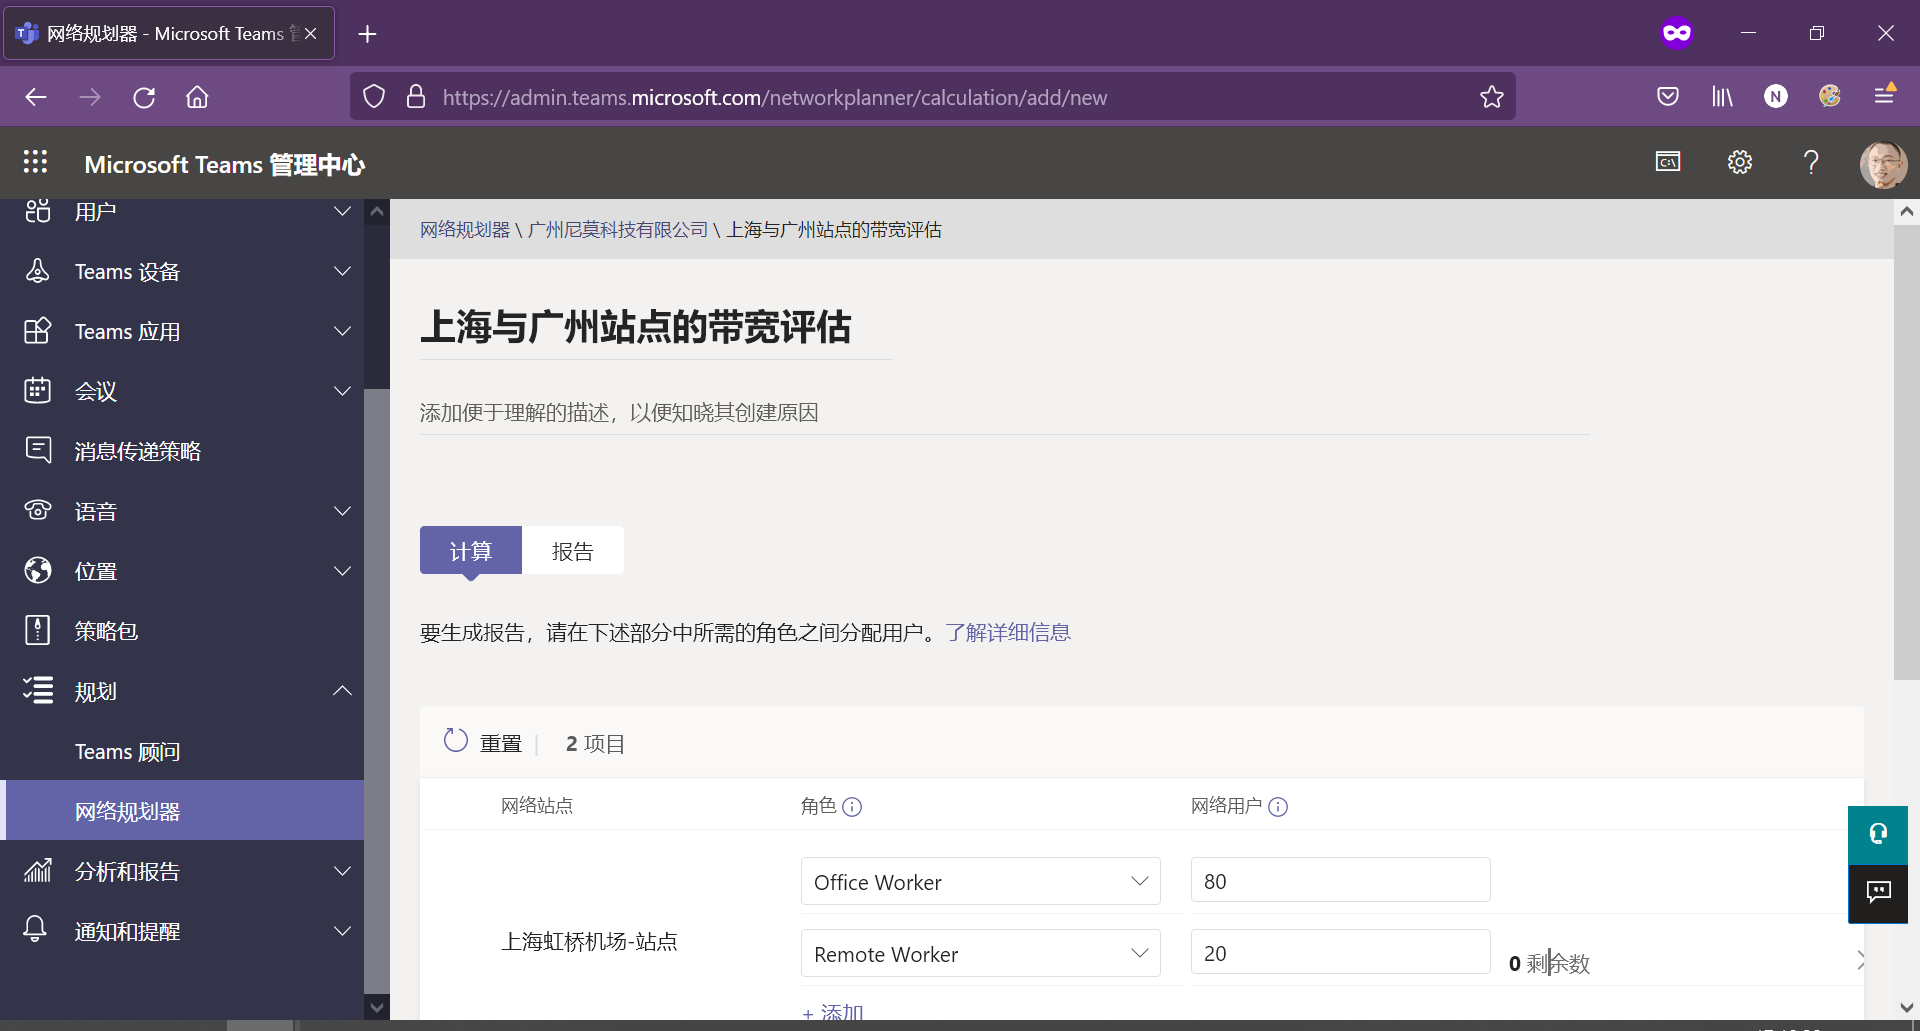 网络规划器 - Microsoft Teams
https://admin.teams.microsoft.com/networkplanner/calculation/add/new
N
Microsoft Teams 管理中心
C:\
用户
Teams 设备
Teams 应用
会议
消息传递策略
语音
位置
策略包
规划
Teams 顾问
网络规划器
分析和报告
通知和提醒
网络规划器 \ 广州尼莫科技有限公司 \ 上海与广州站点的带宽评估
上海与广州站点的带宽评估
添加便于理解的描述，以便知晓其创建原因
计算 报告
要生成报告，请在下述部分中所需的角色之间分配用户。了解详细信息
重置 | 2 项目
网络站点 角色 网络用户
Office Worker 80
上海虹桥机场-站点
Remote Worker 20 0 剩余数
+ 添加